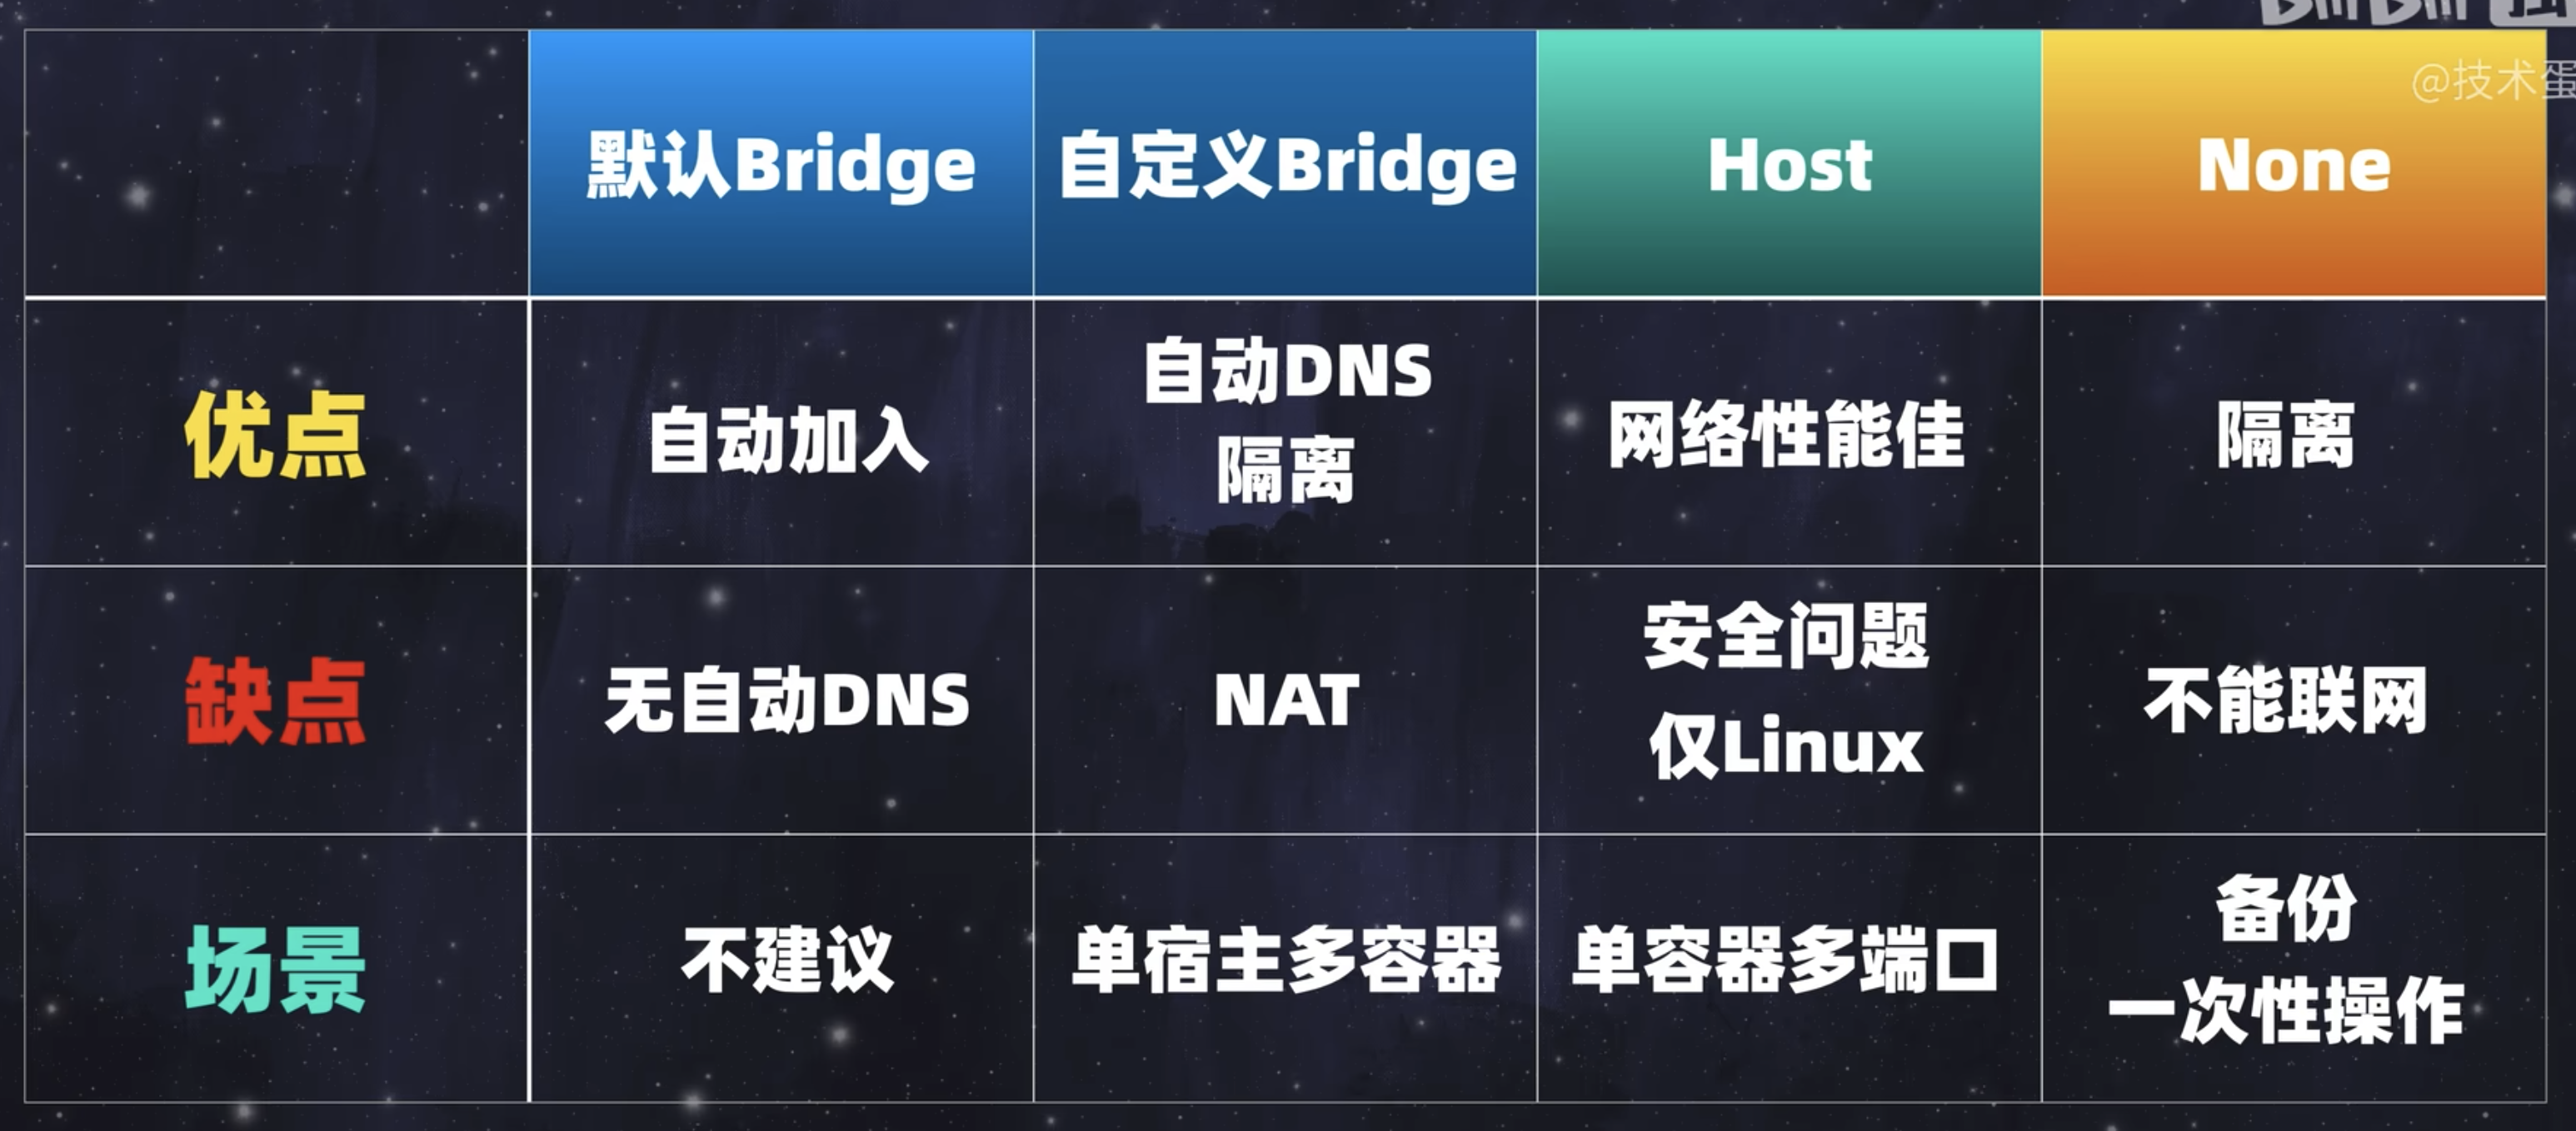 @技术蛋
默认Bridge 自定义Bridge Host None
优点 自动加入 自动DNS 隔离 网络性能佳 隔离
缺点 无自动DNS NAT 安全问题 仅Linux 不能联网
场景 不建议 单宿主多容器 单容器多端口 备份 一次性操作